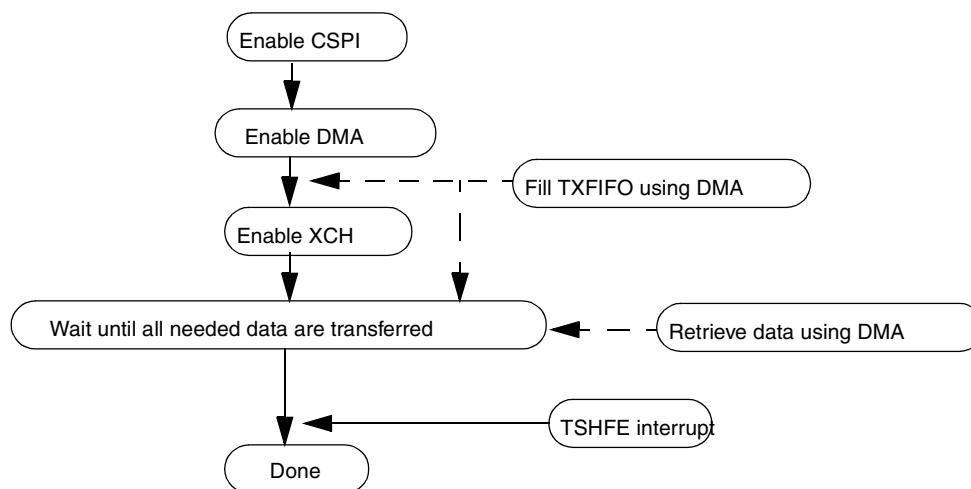 Enable CSPI
Enable DMA
Fill TXFIFO using DMA
Enable XCH
Wait until all needed data are transferred
Retrieve data using DMA
TSHFE interrupt
Done